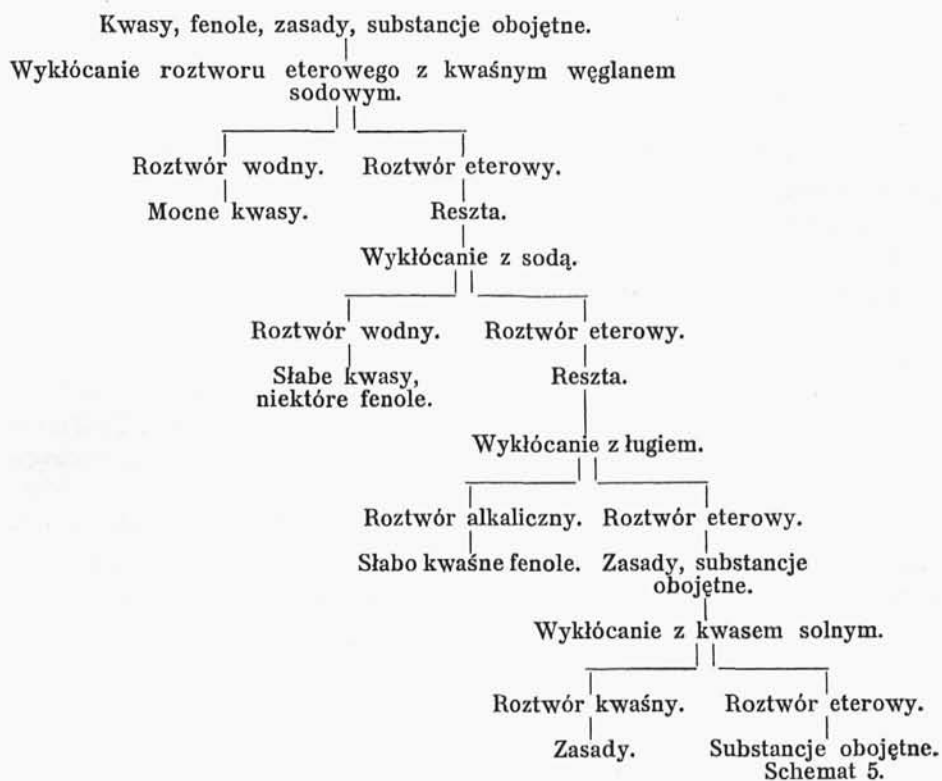 Kwasy, fenole, zasady, substancje obojętne.
Wykłócanie roztworu eterowego z kwaśnym węglanem
sodowym.
Roztwór wodny. Roztwór eterowy.
Mocne kwasy. Reszta.
Wykłócanie z sodą.
Roztwór wodny. Roztwór eterowy.
Słabe kwasy, Reszta.
niektóre fenole.
Wykłócanie z ługiem.
Roztwór alkaliczny. Roztwór eterowy.
Słabo kwaśne fenole. Zasady, substancje
obojętne.
Wykłócanie z kwasem solnym.
Roztwór kwaśny. Roztwór eterowy.
Zasady. Substancje obojętne.
Schemat 5.